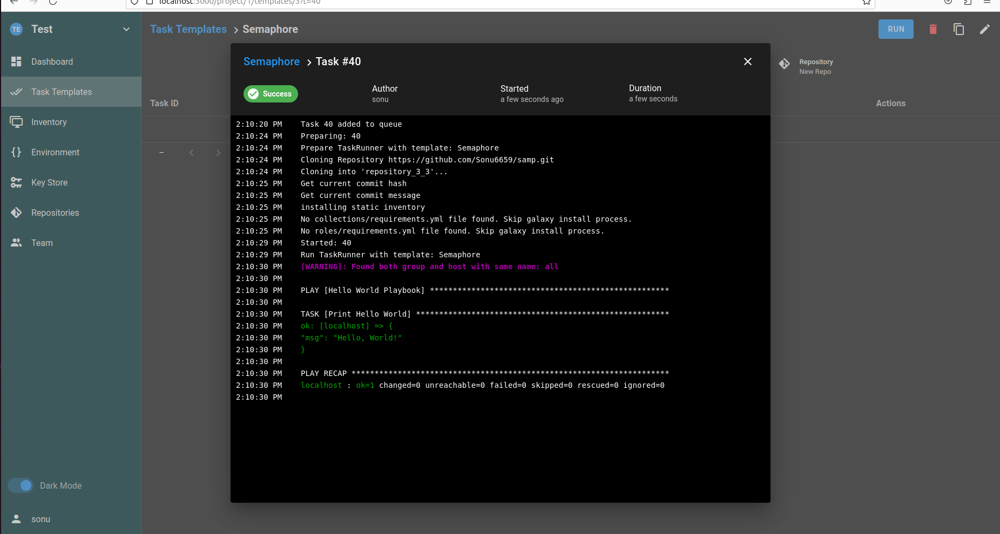 localhost:3000/project/1/templates/3?t=40
TE Test
Dashboard
Task Templates
Inventory
Environment
Key Store
Repositories
Team
Dark Mode
sonu
Task Templates > Semaphore
RUN
Repository
New Repo
Task ID
Actions
–
Semaphore > Task #40
Success
Author
sonu
Started
a few seconds ago
Duration
a few seconds
2:10:20 PM Task 40 added to queue
2:10:24 PM Preparing: 40
2:10:24 PM Prepare TaskRunner with template: Semaphore
2:10:24 PM Cloning Repository https://github.com/Sonu6659/samp.git
2:10:24 PM Cloning into 'repository_3_3'...
2:10:25 PM Get current commit hash
2:10:25 PM Get current commit message
2:10:25 PM installing static inventory
2:10:25 PM No collections/requirements.yml file found. Skip galaxy install process.
2:10:25 PM No roles/requirements.yml file found. Skip galaxy install process.
2:10:29 PM Started: 40
2:10:29 PM Run TaskRunner with template: Semaphore
2:10:30 PM [WARNING]: Found both group and host with same name: all
2:10:30 PM
2:10:30 PM PLAY [Hello World Playbook] ****************************************************
2:10:30 PM
2:10:30 PM TASK [Print Hello World] *******************************************************
2:10:30 PM ok: [localhost] => {
2:10:30 PM "msg": "Hello, World!"
2:10:30 PM }
2:10:30 PM
2:10:30 PM PLAY RECAP *********************************************************************
2:10:30 PM localhost : ok=1 changed=0 unreachable=0 failed=0 skipped=0 rescued=0 ignored=0
2:10:30 PM